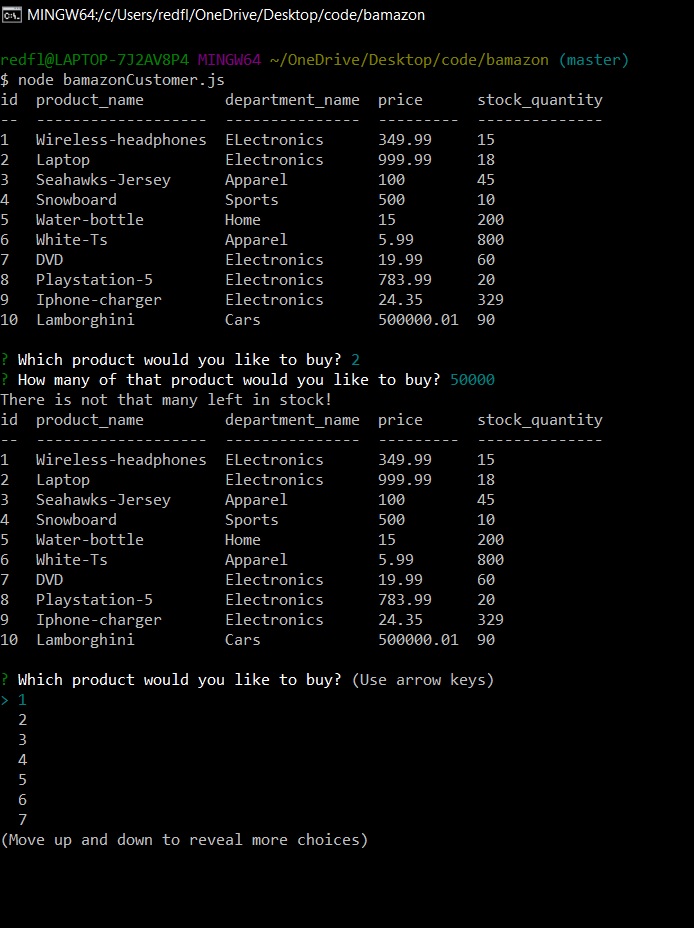 MINGW64:/c/Users/redfl/OneDrive/Desktop/code/bamazon
redfl@LAPTOP-7J2AV8P4 MINGW64 ~/OneDrive/Desktop/code/bamazon (master)
$ node bamazonCustomer.js
id  product_name         department_name  price      stock_quantity
--  -------------------  ---------------  ---------  --------------
1   Wireless-headphones  ELectronics      349.99     15
2   Laptop               Electronics      999.99     18
3   Seahawks-Jersey      Apparel          100        45
4   Snowboard            Sports           500        10
5   Water-bottle         Home             15         200
6   White-Ts             Apparel          5.99       800
7   DVD                  Electronics      19.99      60
8   Playstation-5        Electronics      783.99     20
9   Iphone-charger       Electronics      24.35      329
10  Lamborghini          Cars             500000.01  90
? Which product would you like to buy? 2
? How many of that product would you like to buy? 50000
There is not that many left in stock!
id  product_name         department_name  price      stock_quantity
--  -------------------  ---------------  ---------  --------------
1   Wireless-headphones  ELectronics      349.99     15
2   Laptop               Electronics      999.99     18
3   Seahawks-Jersey      Apparel          100        45
4   Snowboard            Sports           500        10
5   Water-bottle         Home             15         200
6   White-Ts             Apparel          5.99       800
7   DVD                  Electronics      19.99      60
8   Playstation-5        Electronics      783.99     20
9   Iphone-charger       Electronics      24.35      329
10  Lamborghini          Cars             500000.01  90
? Which product would you like to buy? (Use arrow keys)
> 1
  2
  3
  4
  5
  6
  7
(Move up and down to reveal more choices)